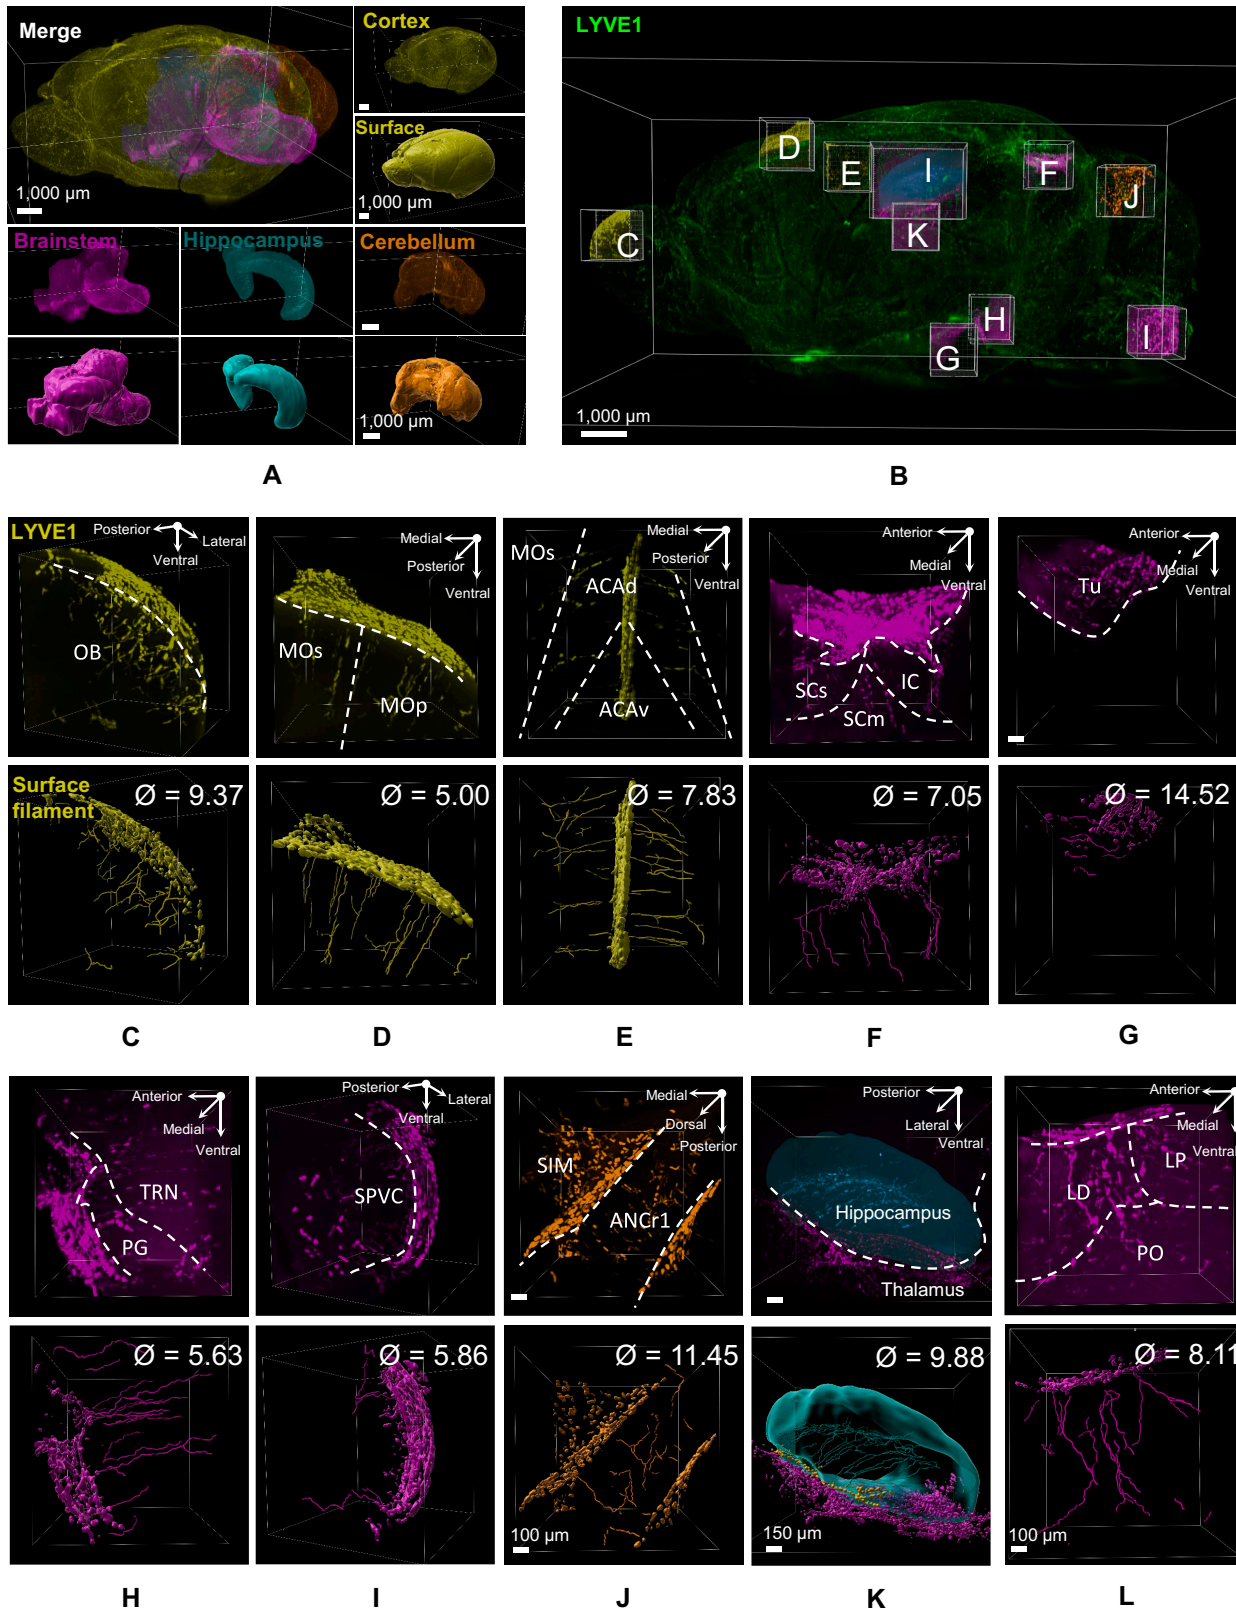 Merge
1,000 µm
Cortex
Surface
Brainstem
Hippocampus
Cerebellum
1,000 µm
A
LYVE1
D
E
I
F
J
C
K
H
G
I
1,000 µm
B
LYVE1
Posterior
Lateral
Ventral
OB
Medial
Posterior
Ventral
MOs
MOp
Medial
Posterior
Ventral
MOs
ACAd
ACAv
Anterior
Medial
Ventral
SCs
IC
SCm
Anterior
Medial
Ventral
Tu
Surface
filament
Ø = 9.37
Ø = 5.00
Ø = 7.83
Ø = 7.05
Ø = 14.52
C
D
E
F
G
Anterior
Medial
Ventral
TRN
PG
Posterior
Lateral
Ventral
SPVC
Medial
Dorsal
Posterior
SIM
ANCr1
Posterior
Lateral
Ventral
Hippocampus
Thalamus
Anterior
Medial
Ventral
LP
LD
PO
Ø = 5.63
Ø = 5.86
Ø = 11.45
100 µm
Ø = 9.88
150 µm
Ø = 8.11
100 µm
H
I
J
K
L